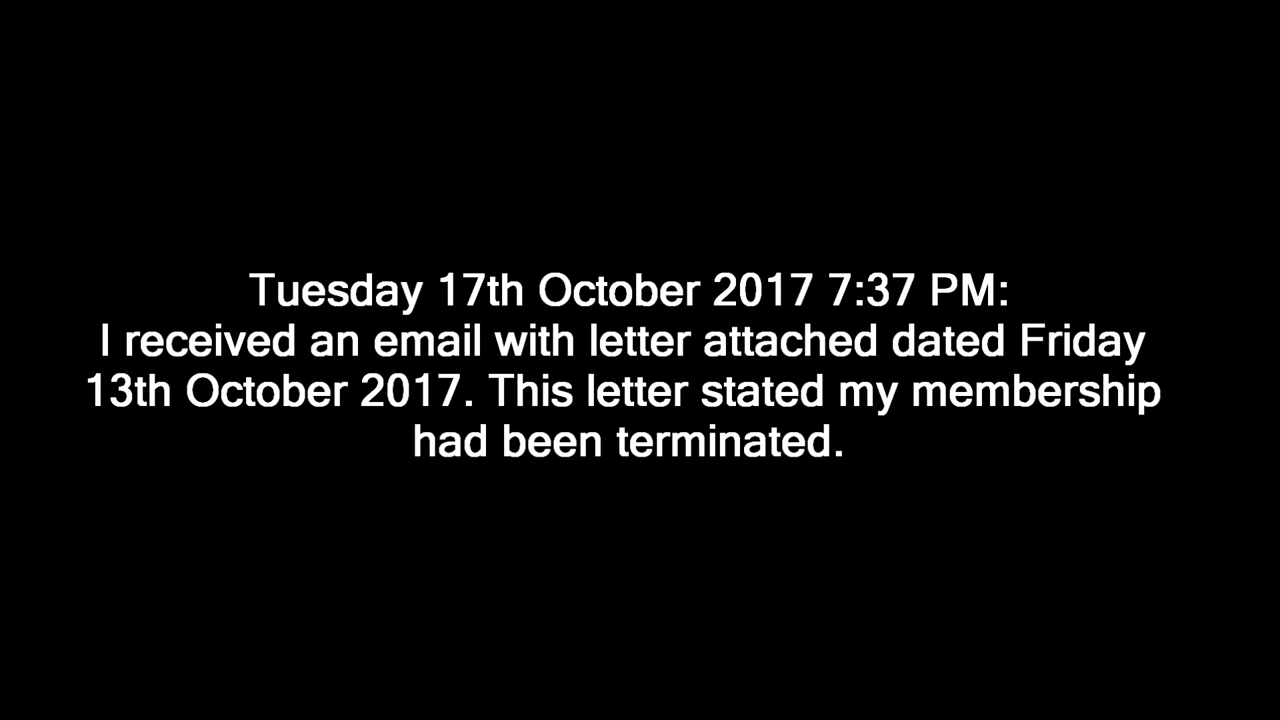 Tuesday 17th October 2017 7:37 PM:
I received an email with letter attached dated Friday
13th October 2017. This letter stated my membership
had been terminated.